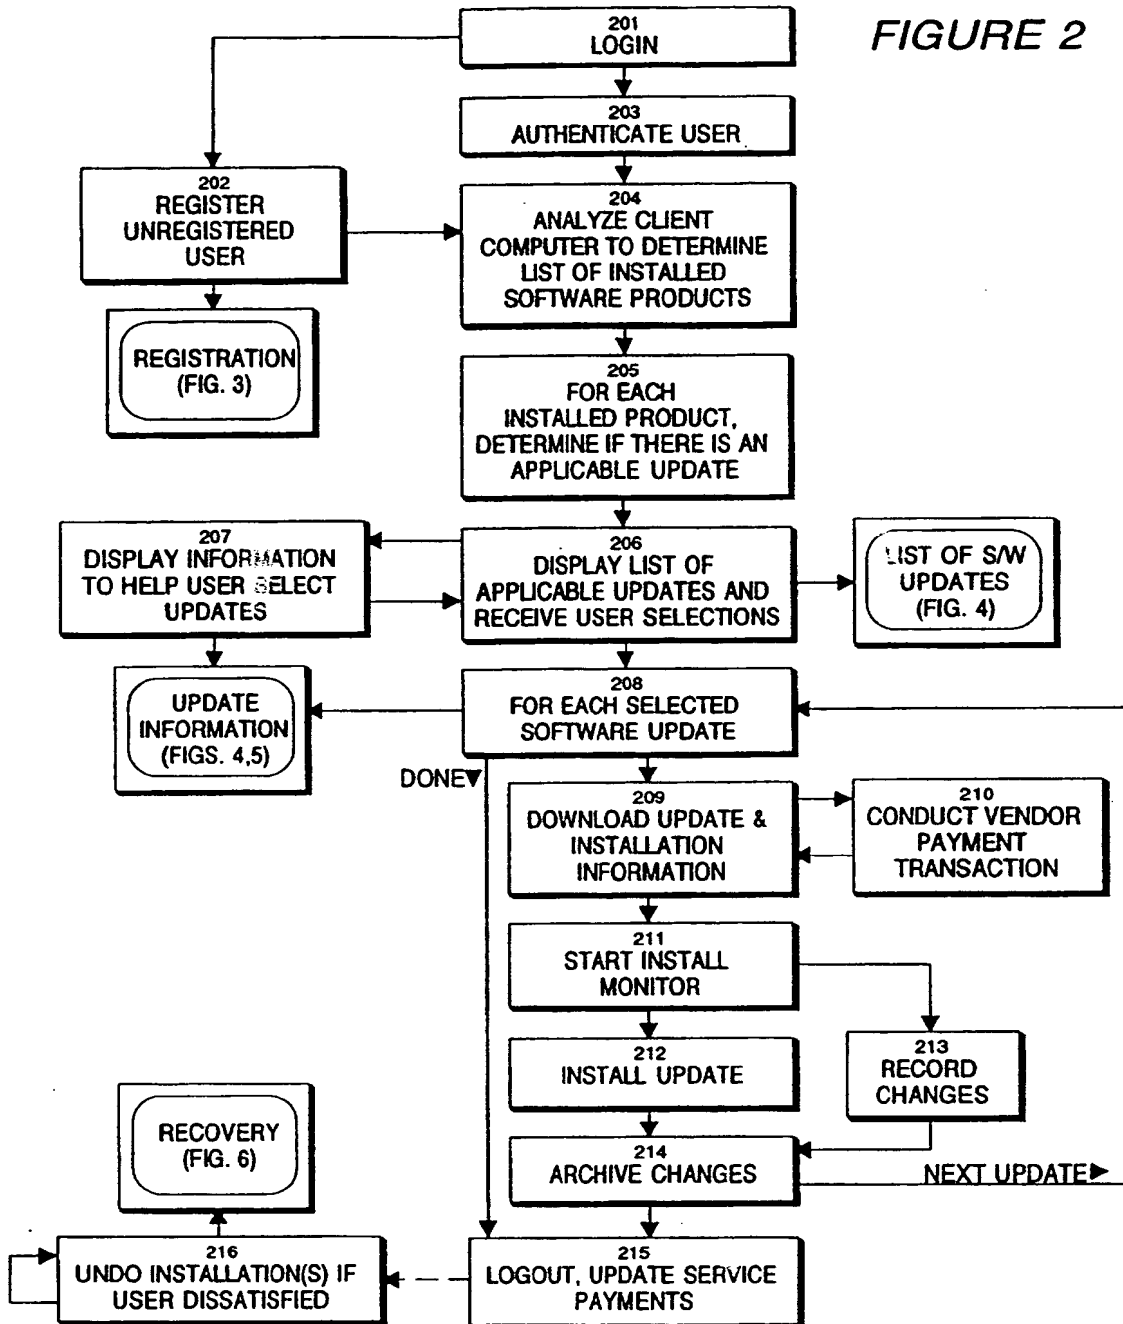 FIGURE 2
201
LOGIN
203
AUTHENTICATE USER
202
REGISTER
UNREGISTERED
USER
204
ANALYZE CLIENT
COMPUTER TO DETERMINE
LIST OF INSTALLED
SOFTWARE PRODUCTS
REGISTRATION
(FIG. 3)
205
FOR EACH
INSTALLED PRODUCT,
DETERMINE IF THERE IS AN
APPLICABLE UPDATE
207
DISPLAY INFORMATION
TO HELP USER SELECT
UPDATES
206
DISPLAY LIST OF
APPLICABLE UPDATES AND
RECEIVE USER SELECTIONS
LIST OF S/W
UPDATES
(FIG. 4)
UPDATE
INFORMATION
(FIGS. 4,5)
208
FOR EACH SELECTED
SOFTWARE UPDATE
DONE▼
209
DOWNLOAD UPDATE &
INSTALLATION
INFORMATION
210
CONDUCT VENDOR
PAYMENT
TRANSACTION
211
START INSTALL
MONITOR
212
INSTALL UPDATE
213
RECORD
CHANGES
RECOVERY
(FIG. 6)
214
ARCHIVE CHANGES
NEXT UPDATE▶
216
UNDO INSTALLATION(S) IF
USER DISSATISFIED
215
LOGOUT, UPDATE SERVICE
PAYMENTS